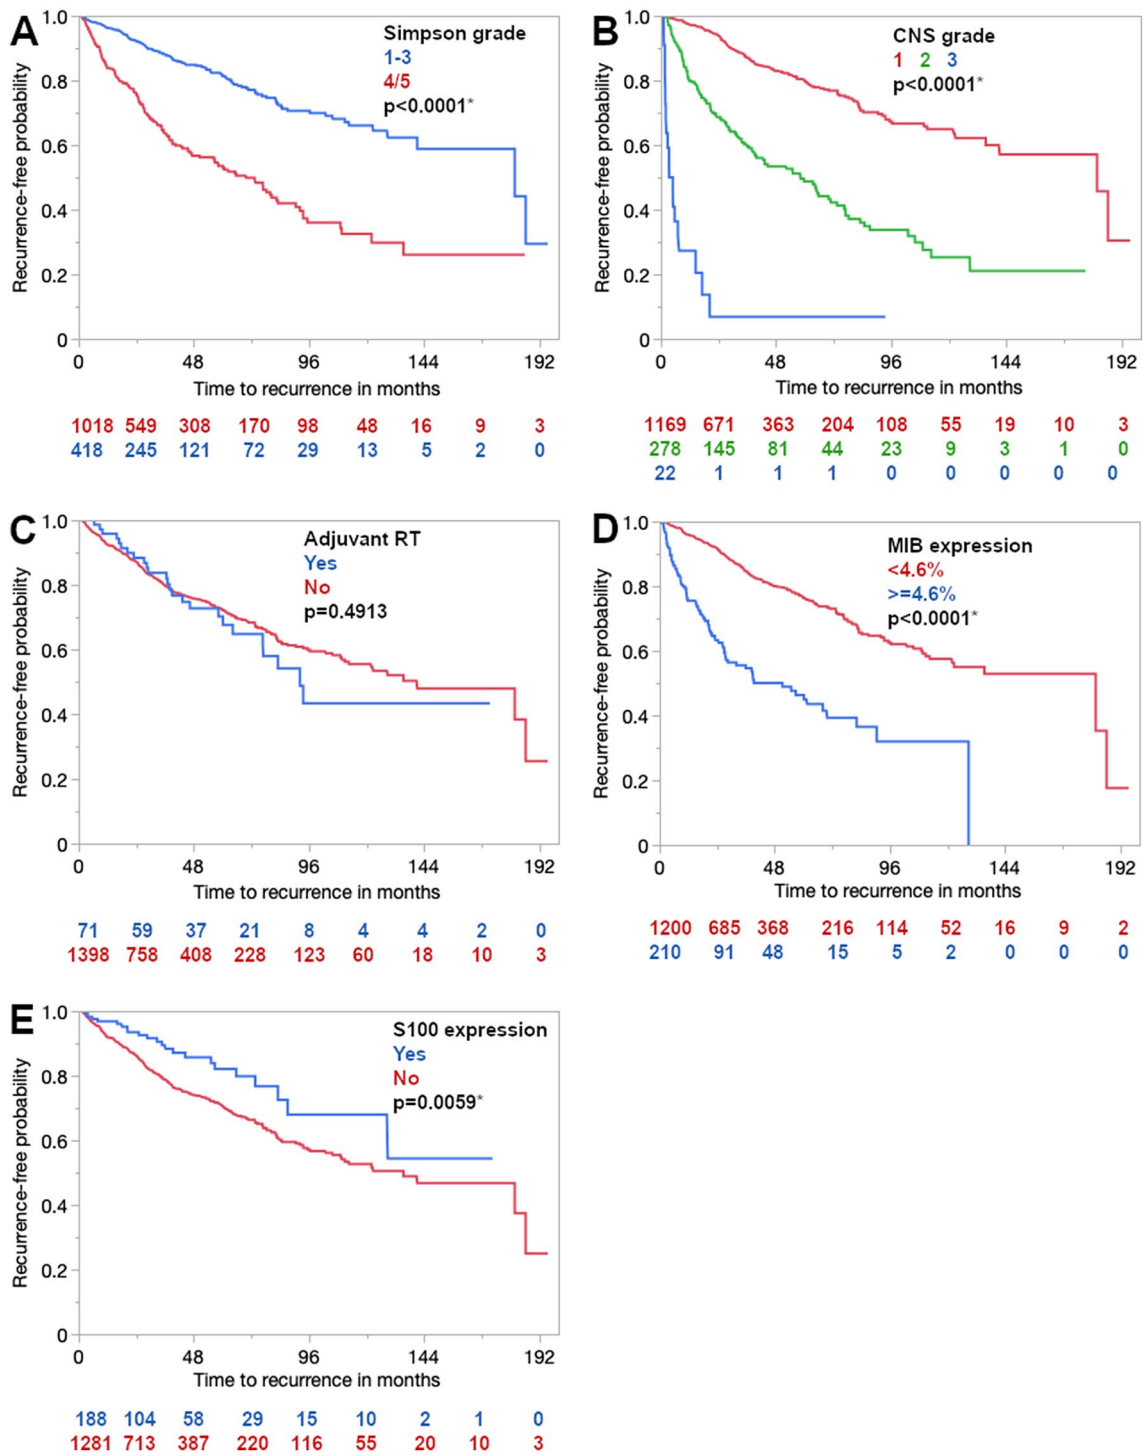 A
Recurrence-free probability
1.0
0.8
0.6
0.4
0.2
0
Simpson grade
1-3
4/5
p<0.0001*
0 48 96 144 192
Time to recurrence in months
1018 549 308 170 98 48 16 9 3
418 245 121 72 29 13 5 2 0
B
Recurrence-free probability
1.0
0.8
0.6
0.4
0.2
0
CNS grade
1 2 3
p<0.0001*
0 48 96 144 192
Time to recurrence in months
1169 671 363 204 108 55 19 10 3
278 145 81 44 23 9 3 1 0
22 1 1 1 0 0 0 0 0
C
Recurrence-free probability
1.0
0.8
0.6
0.4
0.2
0
Adjuvant RT
Yes
No
p=0.4913
0 48 96 144 192
Time to recurrence in months
71 59 37 21 8 4 4 2 0
1398 758 408 228 123 60 18 10 3
D
Recurrence-free probability
1.0
0.8
0.6
0.4
0.2
0
MIB expression
<4.6%
>=4.6%
p<0.0001*
0 48 96 144 192
Time to recurrence in months
1200 685 368 216 114 52 16 9 2
210 91 48 15 5 2 0 0 0
E
Recurrence-free probability
1.0
0.8
0.6
0.4
0.2
0
S100 expression
Yes
No
p=0.0059*
0 48 96 144 192
Time to recurrence in months
188 104 58 29 15 10 2 1 0
1281 713 387 220 116 55 20 10 3